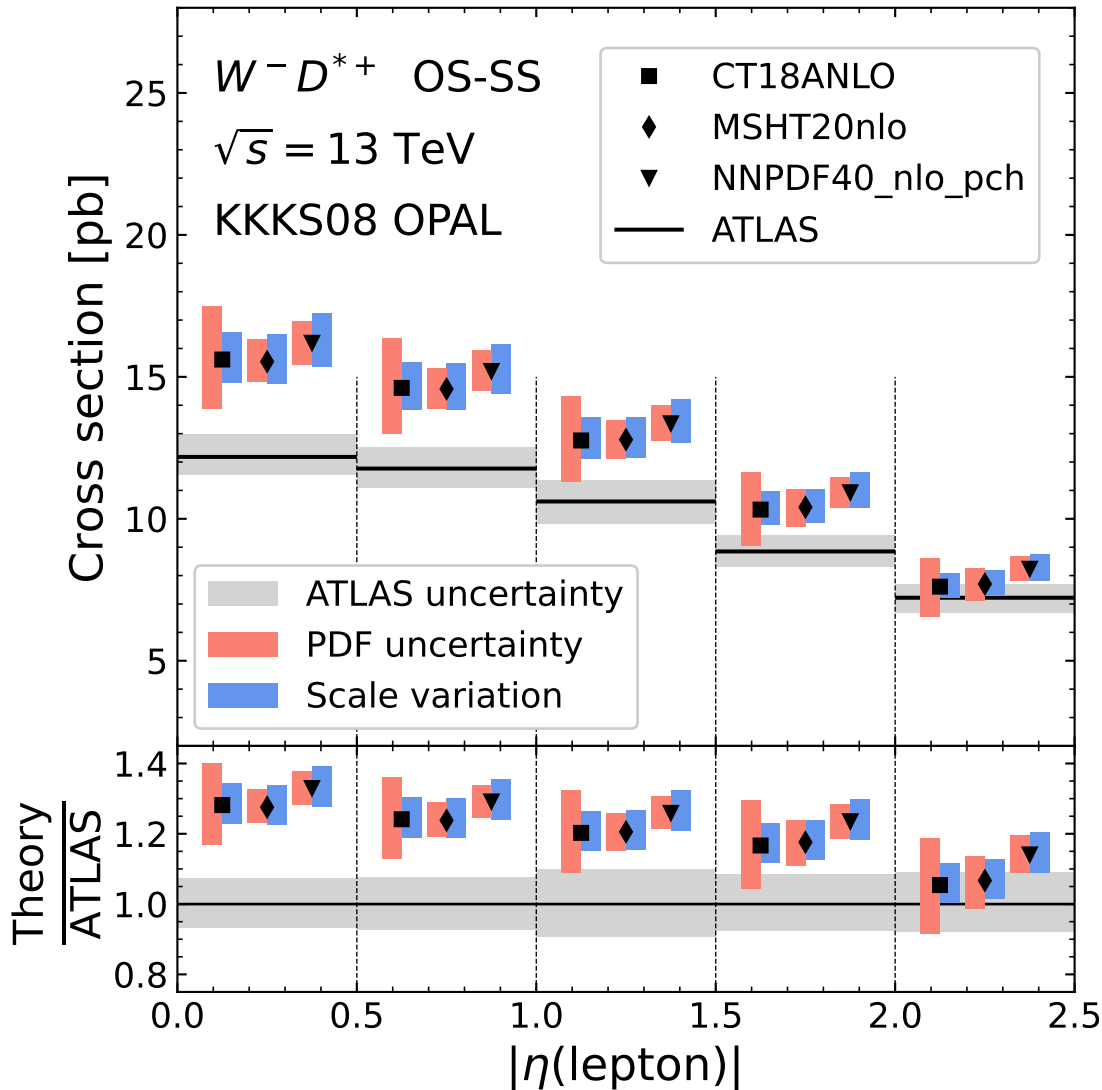 W⁻D*⁺ OS-SS
√s = 13 TeV
KKKS08 OPAL
CT18ANLO
MSHT20nlo
NNPDF40_nlo_pch
ATLAS
Cross section [pb]
25
20
15
10
5
ATLAS uncertainty
PDF uncertainty
Scale variation
Theory
ATLAS
1.4
1.2
1.0
0.8
0.0 0.5 1.0 1.5 2.0 2.5
|η(lepton)|